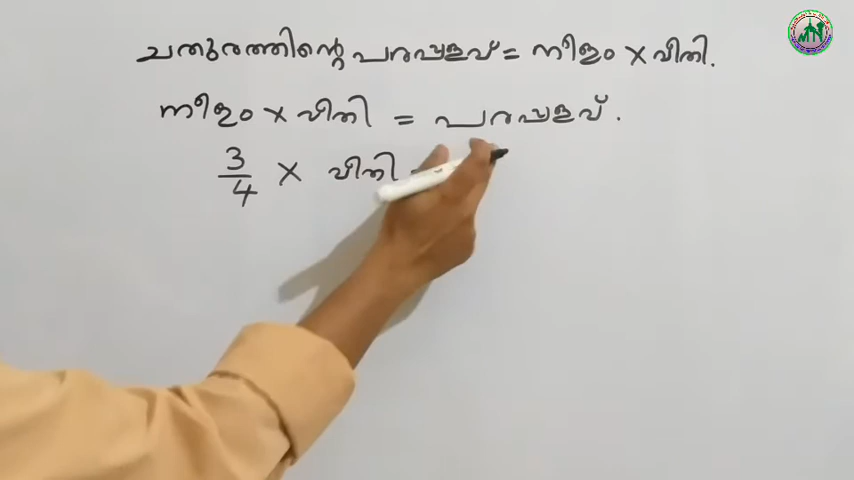 ചതുരത്തിന്റെ പരപ്പളവ് = നീളം × വീതി.
നീളം × വീതി = പരപ്പളവ്.
3/4 × വീതി